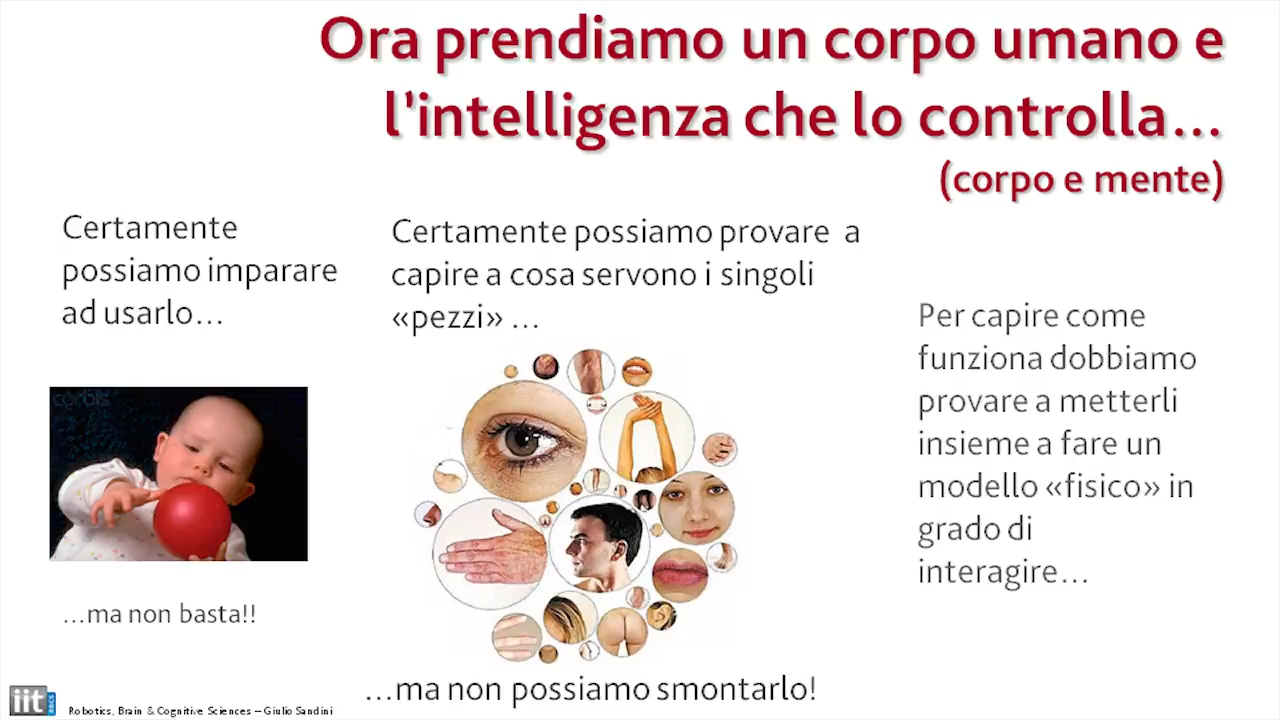 Ora prendiamo un corpo umano e
l'intelligenza che lo controlla...
(corpo e mente)
Certamente
possiamo imparare
ad usarlo...
corbis
...ma non basta!!
Certamente possiamo provare a
capire a cosa servono i singoli
«pezzi» ...
...ma non possiamo smontarlo!
Per capire come
funziona dobbiamo
provare a metterli
insieme a fare un
modello «fisico» in
grado di
interagire...
iit
RBCS
Robotics, Brain & Cognitive Sciences – Giulio Sandini